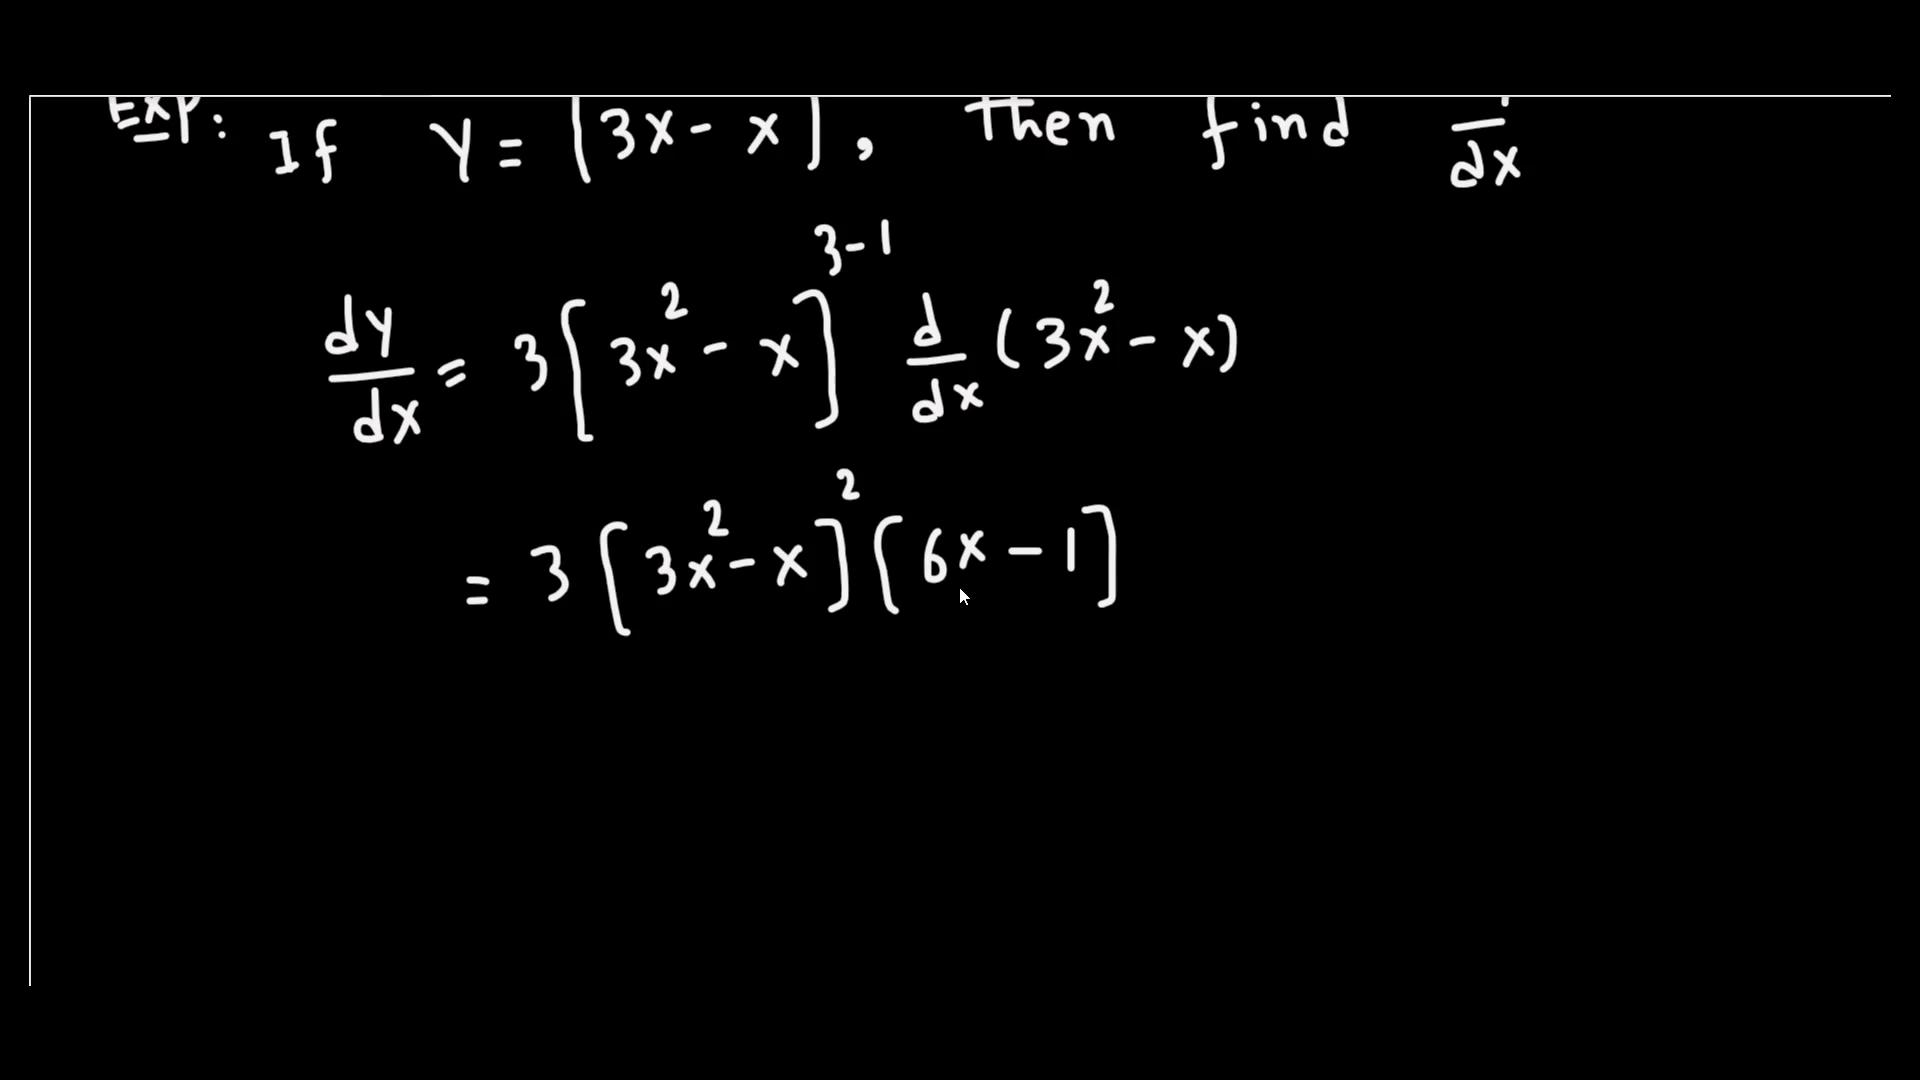 Exp: If Y = [3x - x], Then find /dx
dy/dx = 3[3x² - x]³⁻¹ d/dx (3x² - x)
= 3[3x² - x]² [6x - 1]